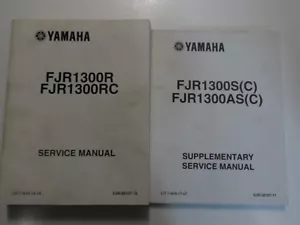 YAMAHA
FJR1300R
FJR1300RC
SERVICE MANUAL
YAMAHA
FJR1300S(C)
FJR1300AS(C)
SUPPLEMENTARY
SERVICE MANUAL